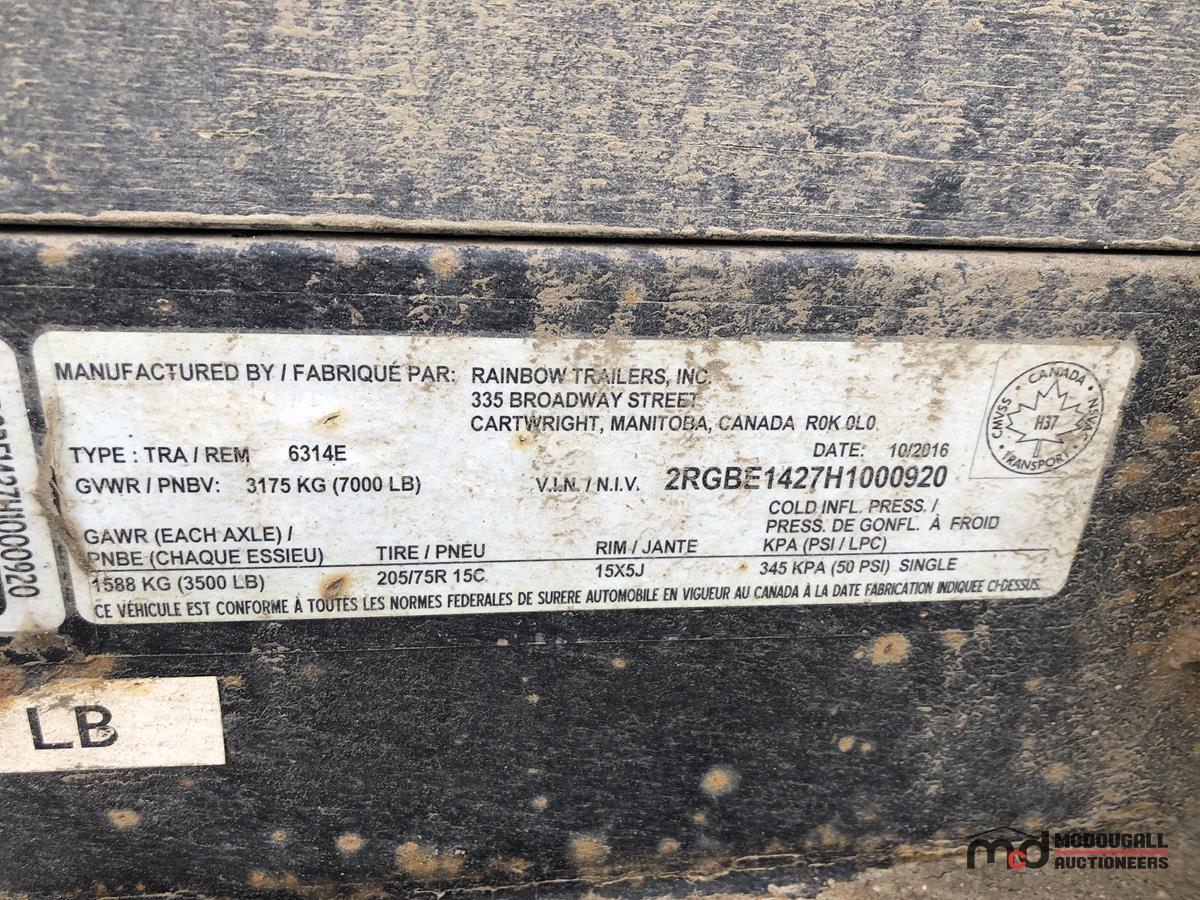 MANUFACTURED BY / FABRIQUÉ PAR: RAINBOW TRAILERS, INC.
335 BROADWAY STREET
CARTWRIGHT, MANITOBA, CANADA R0K 0L0
TYPE : TRA / REM 6314E
DATE: 10/2016
GVWR / PNBV: 3175 KG (7000 LB)
V.I.N. / N.I.V. 2RGBE1427H1000920
COLD INFL. PRESS. /
PRESS. DE GONFL. À FROID
GAWR (EACH AXLE) /
PNBE (CHAQUE ESSIEU) TIRE / PNEU RIM / JANTE KPA (PSI / LPC)
1588 KG (3500 LB) 205/75R 15C 15X5J 345 KPA (50 PSI) SINGLE
CE VÉHICULE EST CONFORME À TOUTES LES NORMES FEDERALES DE SURERE AUTOMOBILE EN VIGUEUR AU CANADA À LA DATE FABRICATION INDIQUEE CI-DESSUS.
CANADA
CMVSS
H37
NSVAC
TRANSPORT
1427H1000920
LB
mcd MCDOUGALL
AUCTIONEERS